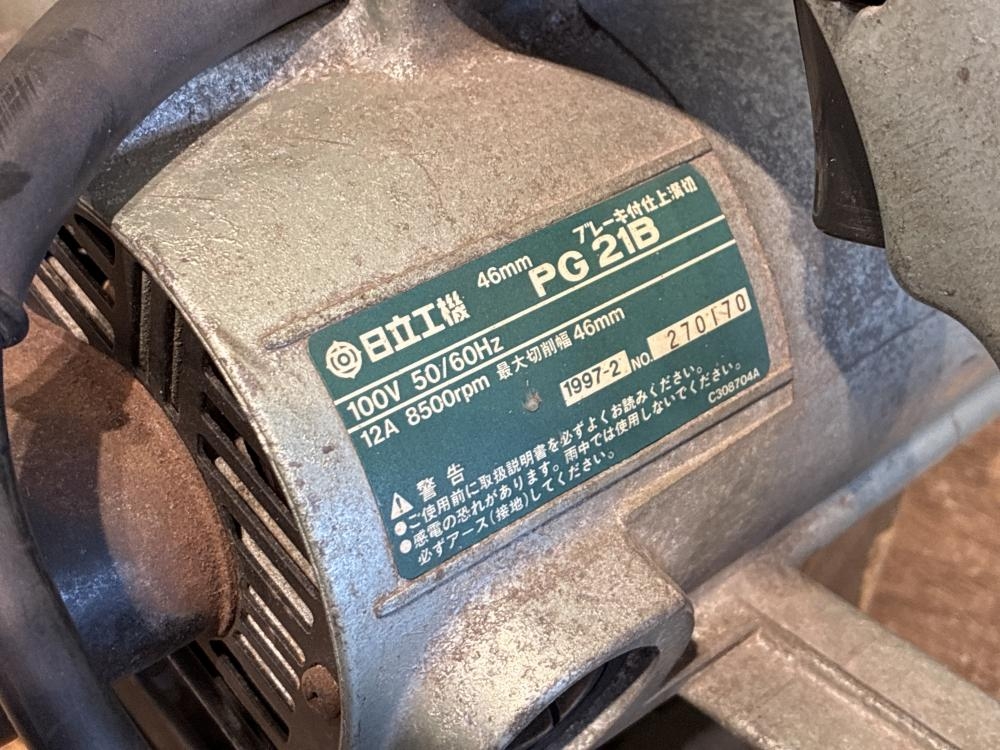 日立工機 46mm ブレーキ付仕上溝切 PG 21B
100V 50/60Hz
12A 8500rpm 最大切削幅 46mm
1997-2 NO. 270170
警告
●ご使用前に取扱説明書を必ずよくお読みください。
●感電の恐れがあります。雨中では使用しないでください。
必ずアース(接地)してください。
C308704A